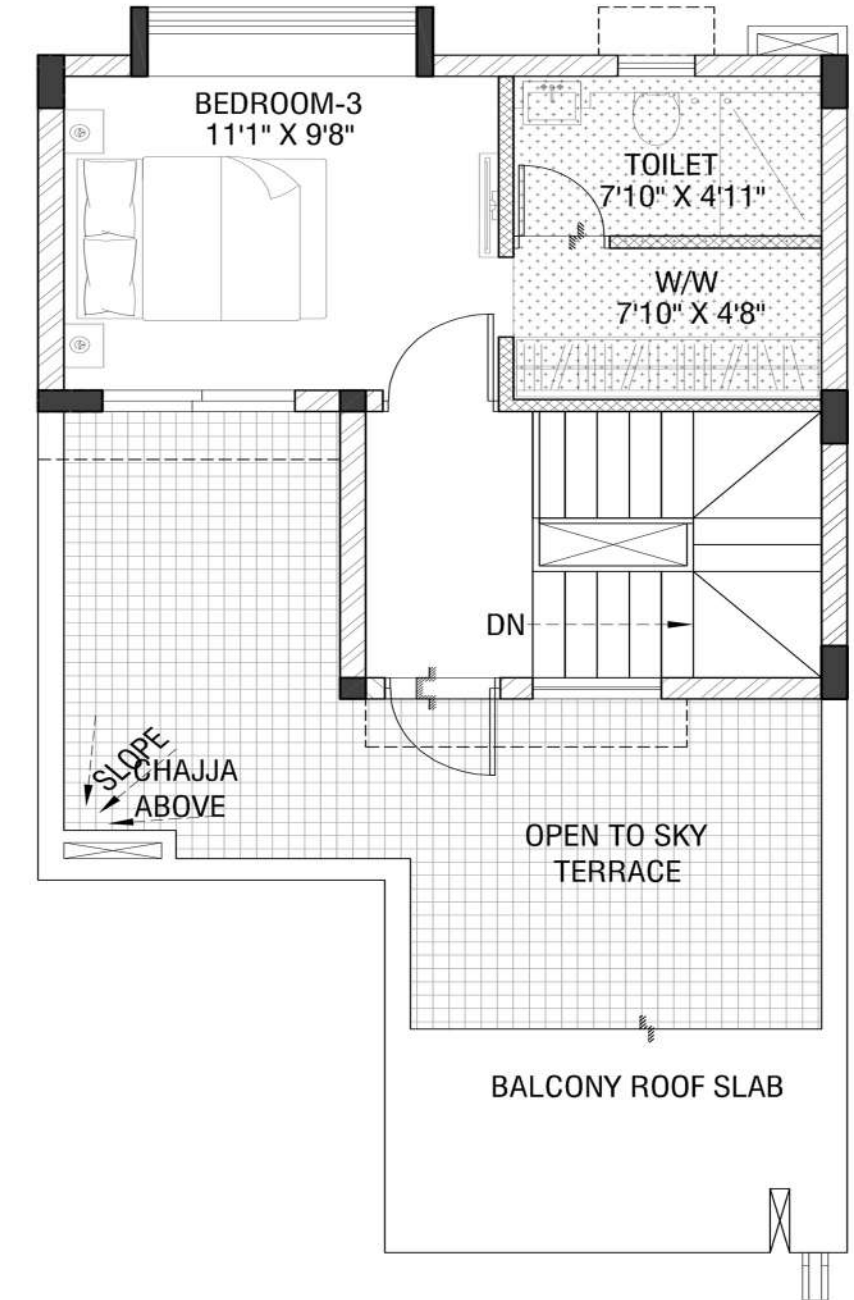 BEDROOM-3
11'1" X 9'8"
TOILET
7'10" X 4'11"
W/W
7'10" X 4'8"
DN
SLOPE
CHAJJA
ABOVE
OPEN TO SKY
TERRACE
BALCONY ROOF SLAB